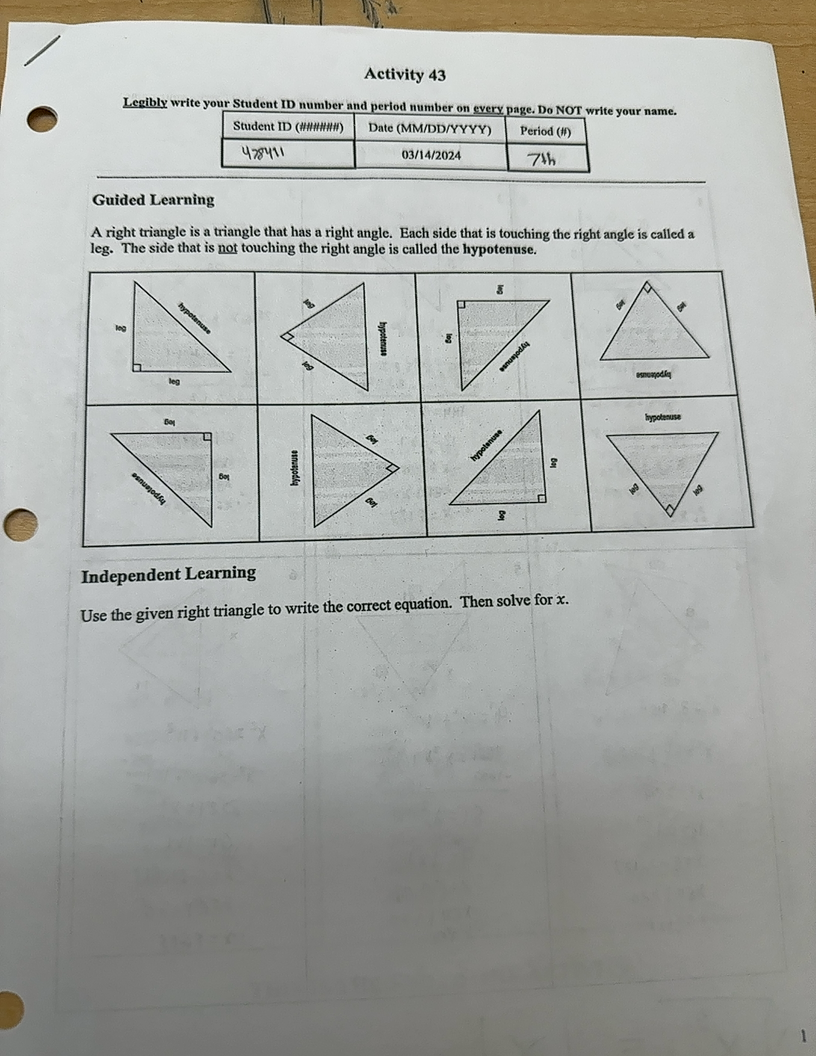 Activity 43
Legibly write your Student ID number and period number on every page. Do NOT write your name.
Student ID (######) Date (MM/DD/YYYY) Period (#)
478411 03/14/2024 7th
Guided Learning
A right triangle is a triangle that has a right angle. Each side that is touching the right angle is called a
leg. The side that is not touching the right angle is called the hypotenuse.
leg hypotenuse leg
leg hypotenuse leg
leg leg hypotenuse
leg leg hypotenuse
leg leg hypotenuse
hypotenuse leg leg
hypotenuse leg leg
hypotenuse leg leg
Independent Learning
Use the given right triangle to write the correct equation. Then solve for x.
1